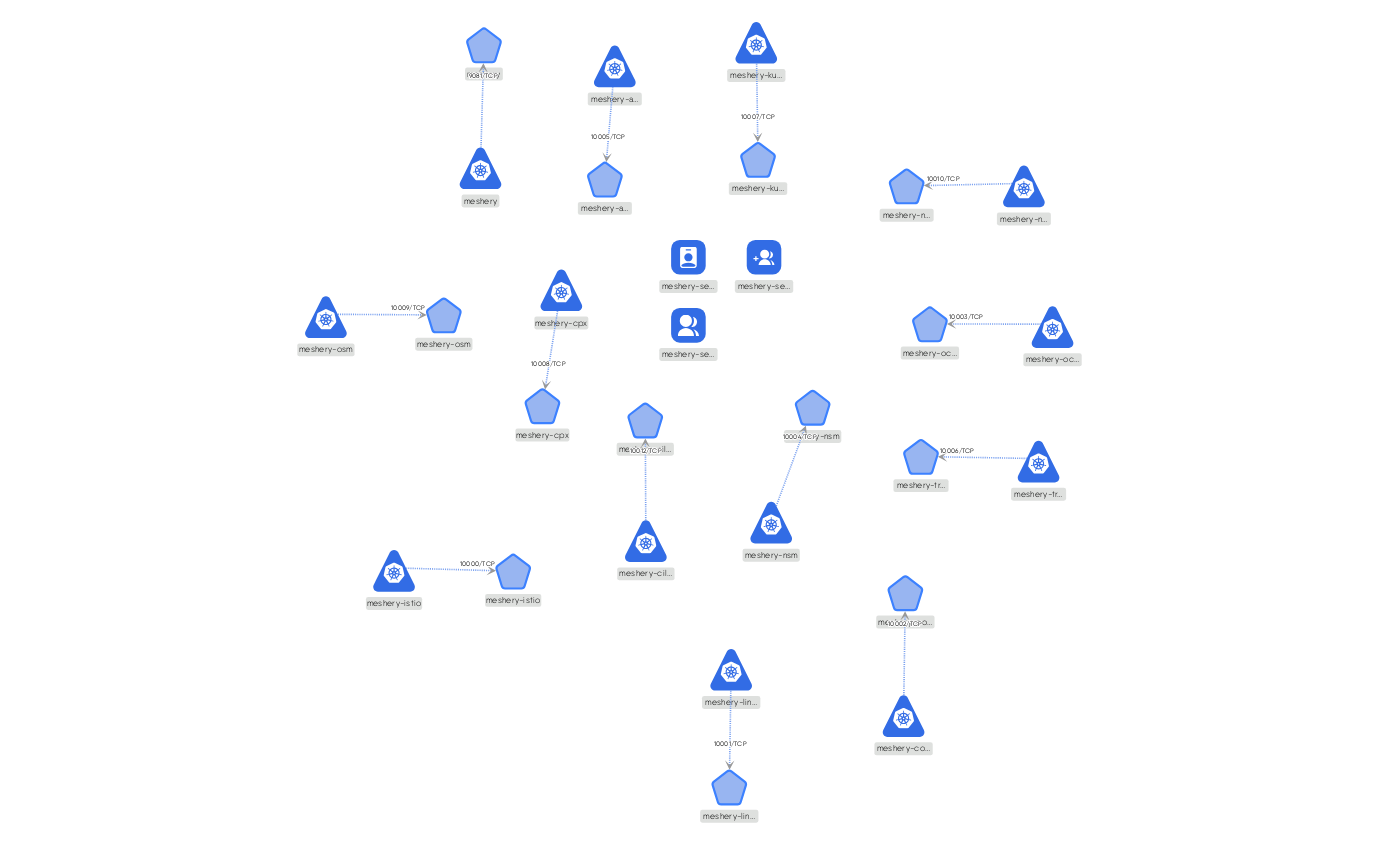 9081/TCP
meshery
meshery-a...
10005/TCP
meshery-a...
meshery-ku...
10007/TCP
meshery-ku...
10010/TCP
meshery-n...
meshery-n...
meshery-se...
meshery-se...
meshery-se...
10009/TCP
meshery-osm
meshery-osm
meshery-cpx
10008/TCP
meshery-cpx
10003/TCP
meshery-oc...
meshery-oc...
10012/TCP
meshery-cil...
10004/TCP
-nsm
meshery-nsm
10006/TCP
meshery-tr...
meshery-tr...
10000/TCP
meshery-istio
meshery-istio
10002/TCP
meshery-co...
meshery-lin...
10001/TCP
meshery-lin...